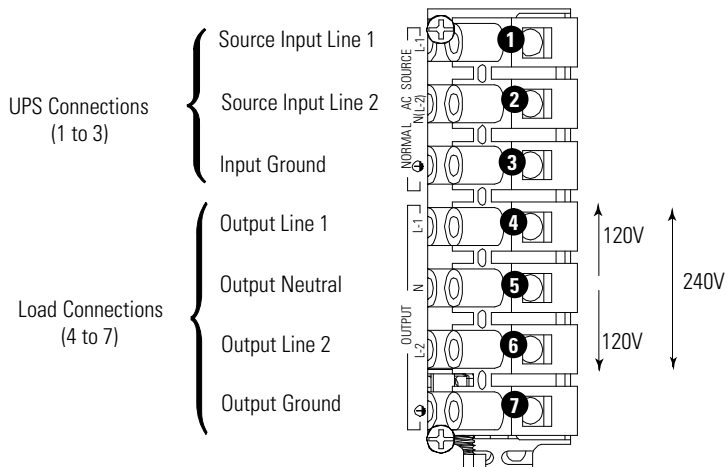 Source Input Line 1
Source Input Line 2
Input Ground
UPS Connections
(1 to 3)
Output Line 1
Output Neutral
Output Line 2
Output Ground
Load Connections
(4 to 7)
NORMAL AC SOURCE
L-1
N(L-2)
OUTPUT
L-1
N
L-2
1
2
3
4
5
6
7
120V
120V
240V